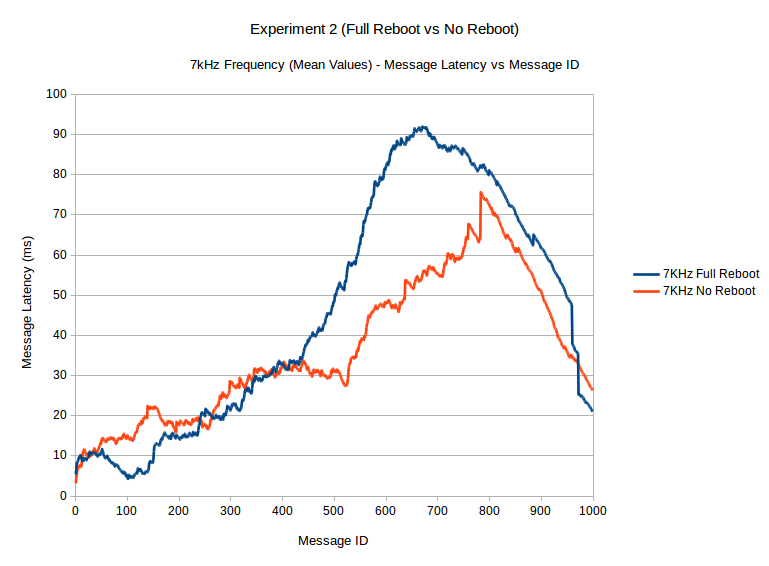 Experiment 2 (Full Reboot vs No Reboot)
7kHz Frequency (Mean Values) - Message Latency vs Message ID
100
90
80
70
60
50
40
30
20
10
0
Message Latency (ms)
0 100 200 300 400 500 600 700 800 900 1000
Message ID
7KHz Full Reboot
7KHz No Reboot